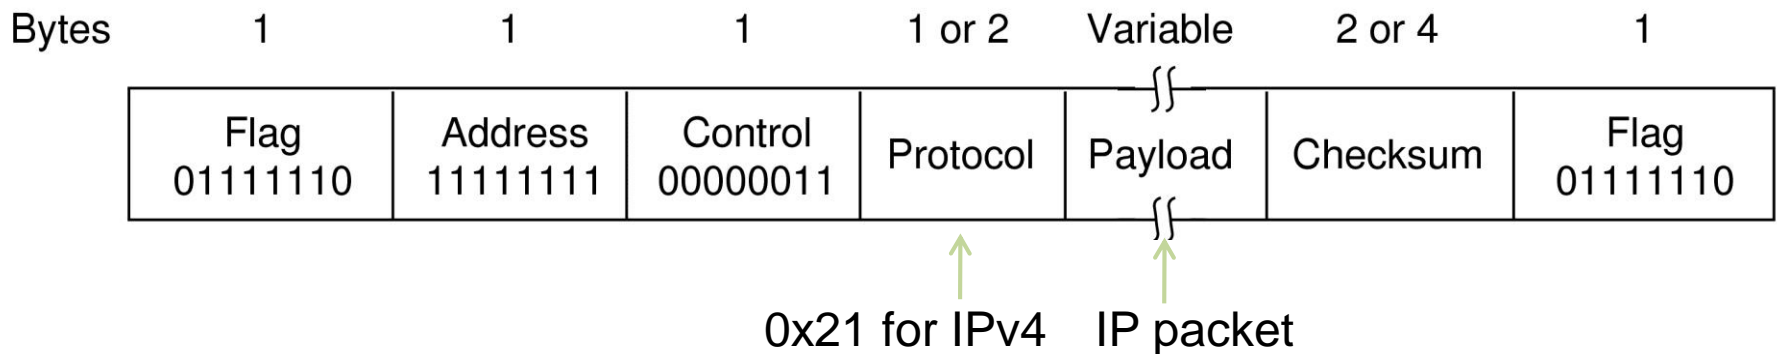 Bytes 1 1 1 1 or 2 Variable 2 or 4 1
Flag Address Control Protocol Payload Checksum Flag
01111110 11111111 00000011 01111110
0x21 for IPv4 IP packet